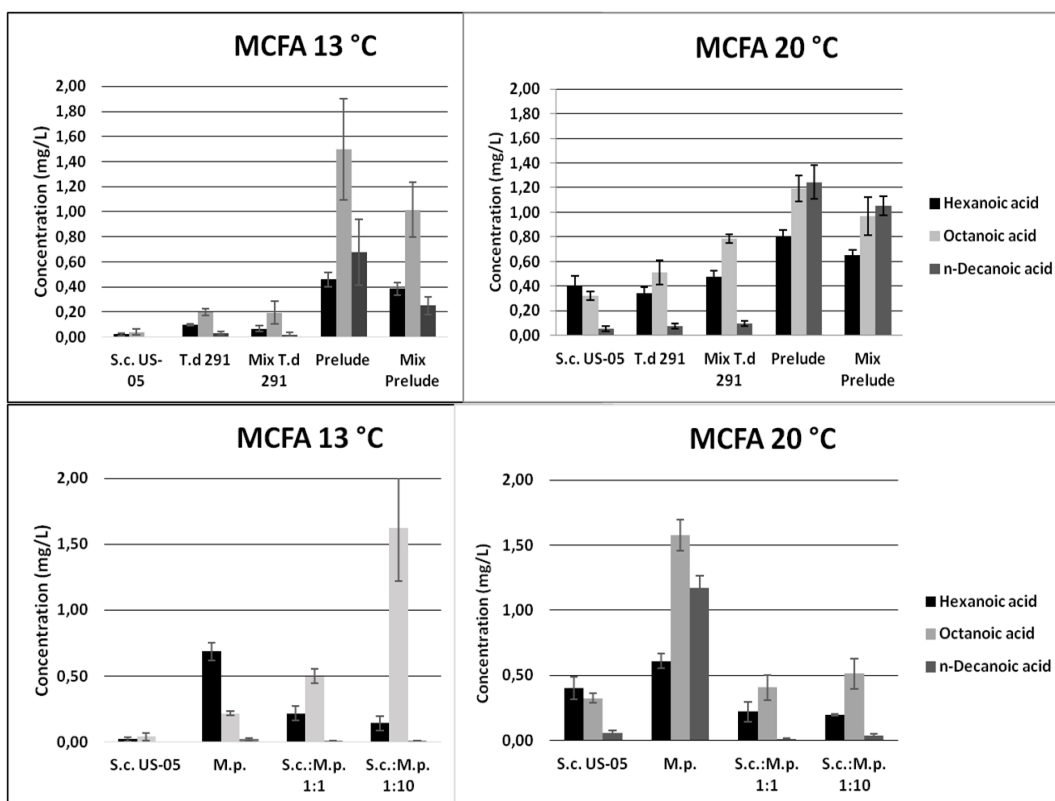 MCFA 13 °C
Concentration (mg/L)
2,00
1,80
1,60
1,40
1,20
1,00
0,80
0,60
0,40
0,20
0,00
S.c. US-
05
T.d 291
Mix T.d
291
Prelude
Mix
Prelude
MCFA 20 °C
Concentration (mg/L)
2,00
1,80
1,60
1,40
1,20
1,00
0,80
0,60
0,40
0,20
0,00
S.c. US-05
T.d 291
Mix T.d
291
Prelude
Mix
Prelude
Hexanoic acid
Octanoic acid
n-Decanoic acid
MCFA 13 °C
Concentration (mg/L)
2,00
1,50
1,00
0,50
0,00
S.c. US-05
M.p.
S.c.:M.p.
1:1
S.c.:M.p.
1:10
MCFA 20 °C
Concentration (mg/L)
2,00
1,50
1,00
0,50
0,00
S.c. US-05
M.p.
S.c.:M.p.
1:1
S.c.:M.p.
1:10
Hexanoic acid
Octanoic acid
n-Decanoic acid